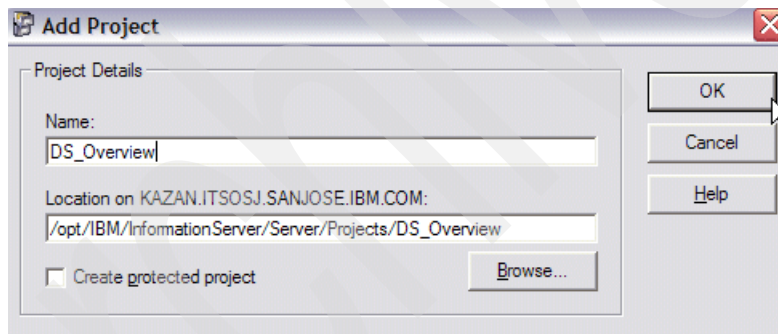 Add Project
Project Details
Name:
DS_Overview
Location on KAZAN.ITSOSJ.SANJOSE.IBM.COM:
/opt/IBM/InformationServer/Server/Projects/DS_Overview
Create protected project
Browse...
OK
Cancel
Help